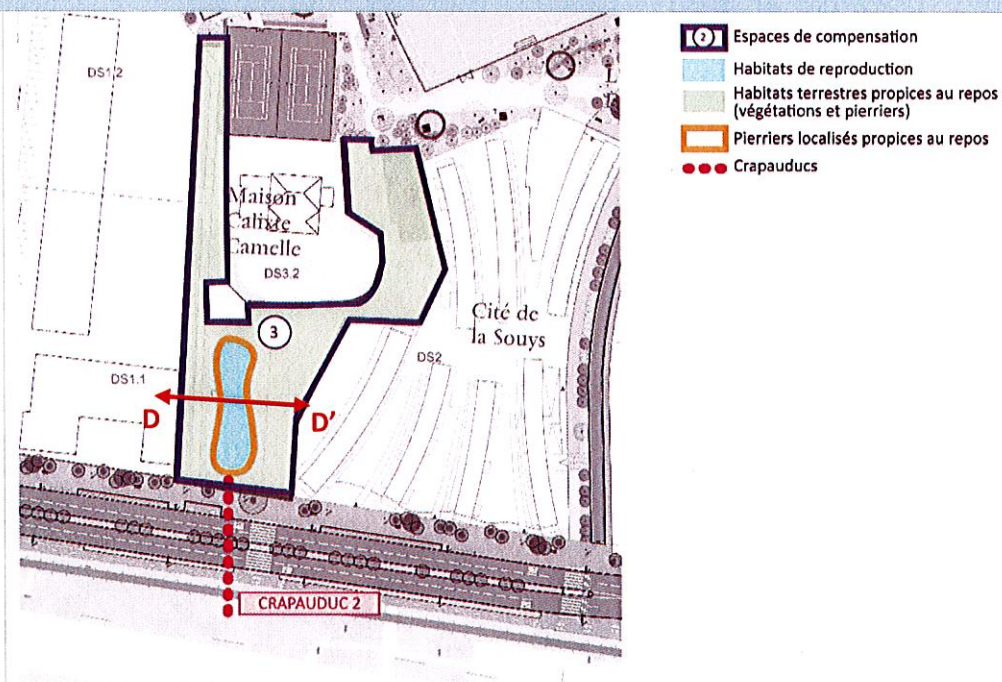 DS1.2
Maison
Calixte
Camelle
DS3.2
3
Cité de
la Souys
DS2
DS1.1
D
D'
CRAPAUDUC 2
2
Espaces de compensation
Habitats de reproduction
Habitats terrestres propices au repos
(végétations et pierriers)
Pierriers localisés propices au repos
Crapauducs